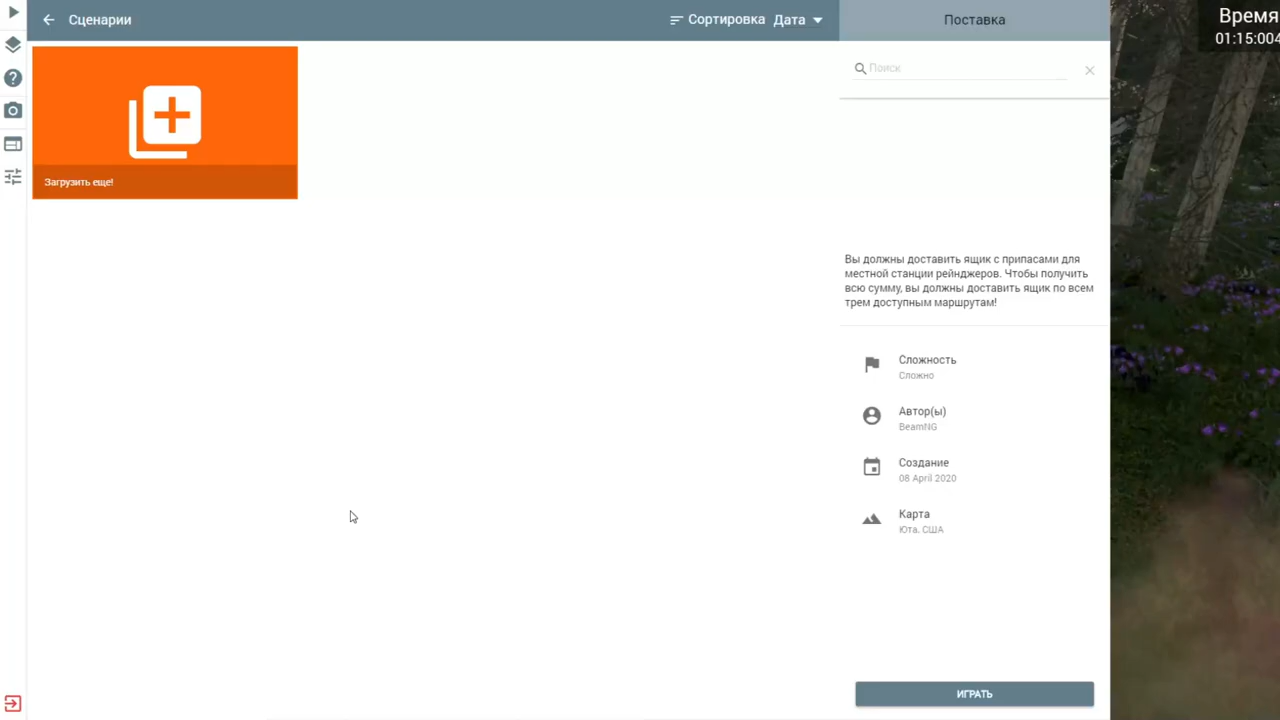 Сценарии
Сортировка Дата
Поставка
Время
01:15:004
Поиск
Загрузить еще!
Вы должны доставить ящик с припасами для
местной станции рейнджеров. Чтобы получить
всю сумму, вы должны доставить ящик по всем
трем доступным маршрутам!
Сложность
Сложно
Автор(ы)
BeamNG
Создание
08 April 2020
Карта
Юта. США
ИГРАТЬ